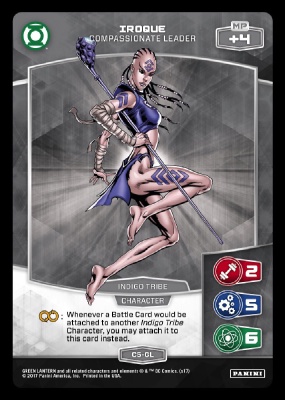 IROQUE
COMPASSIONATE LEADER
MP
+4
INDIGO TRIBE
CHARACTER
2
5
6
: Whenever a Battle Card would be
attached to another Indigo Tribe
Character, you may attach it to
this card instead.
CS-GL
GREEN LANTERN and all related characters and elements © & ™ DC Comics. (s17)
© 2017 Panini America, Inc. Printed in the USA.
PANINI